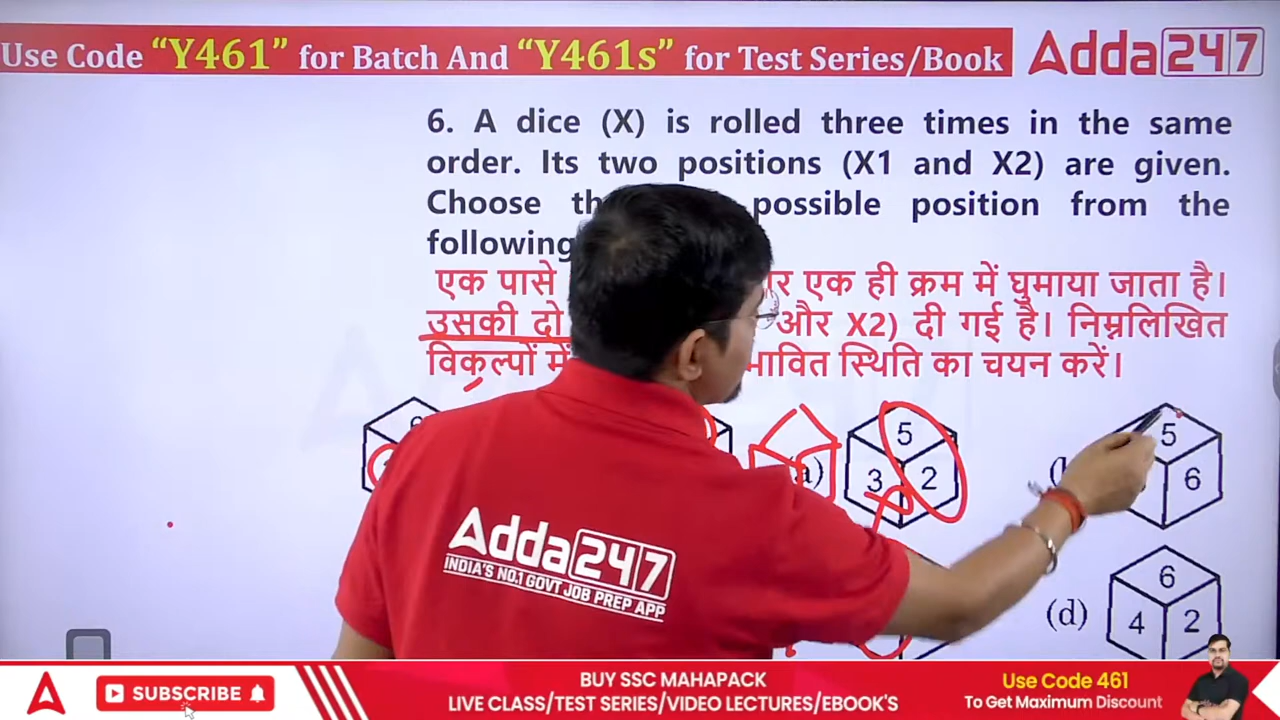 Use Code “Y461” for Batch And “Y461s” for Test Series/Book
Adda247
6. A dice (X) is rolled three times in the same
order. Its two positions (X1 and X2) are given.
Choose possible position from the
following
एक पासे एक ही क्रम में घुमाया जाता है।
उसकी दो और X2) दी गई है। निम्नलिखित
विकल्पों में स्थिति का चयन करें।
(a)
5
3 2
5
6
(d)
6
4 2
Adda247
INDIA'S NO.1 GOVT JOB PREP APP
SUBSCRIBE
BUY SSC MAHAPACK
LIVE CLASS/TEST SERIES/VIDEO LECTURES/EBOOK'S
Use Code 461
To Get Maximum Discount